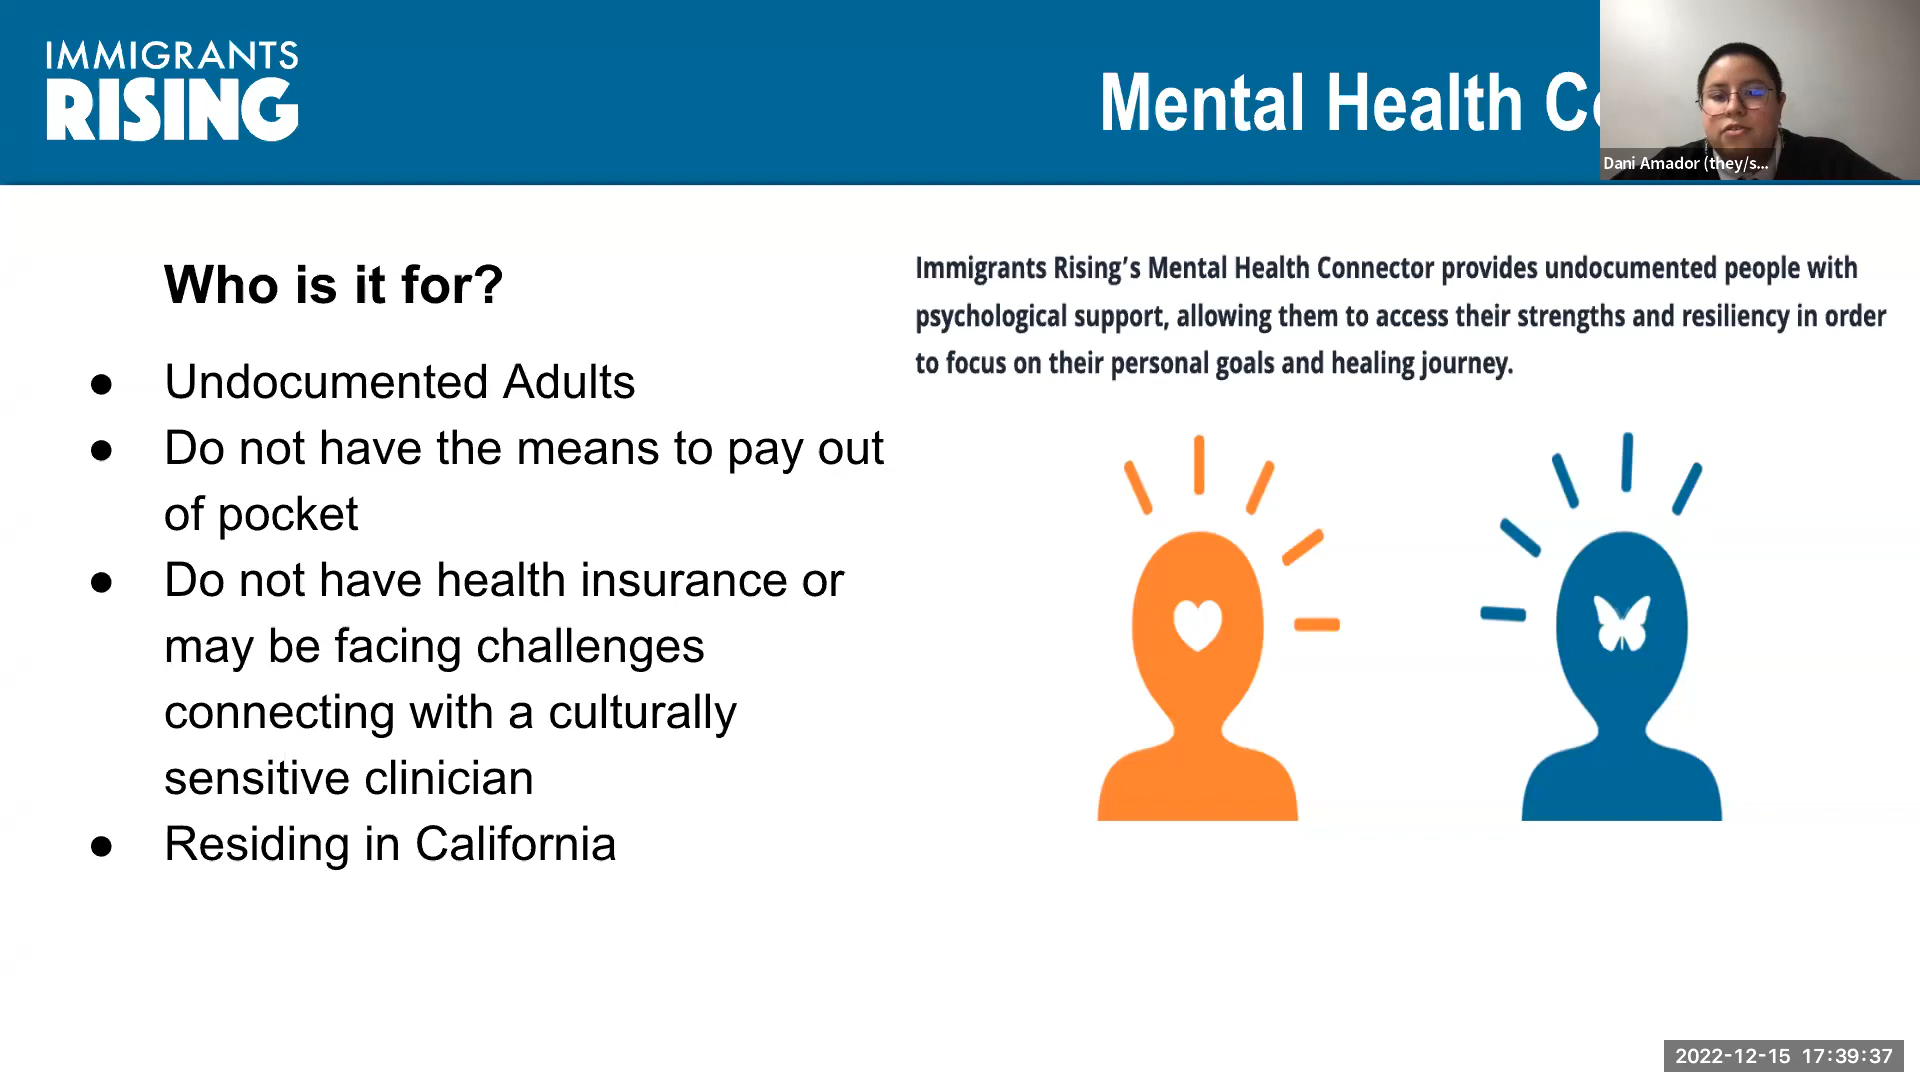 IMMIGRANTS
RISING
Mental Health
Dani Amador (they/s...
Who is it for?
● Undocumented Adults
● Do not have the means to pay out
of pocket
● Do not have health insurance or
may be facing challenges
connecting with a culturally
sensitive clinician
● Residing in California
Immigrants Rising’s Mental Health Connector provides undocumented people with
psychological support, allowing them to access their strengths and resiliency in order
to focus on their personal goals and healing journey.
2022-12-15 17:39:37